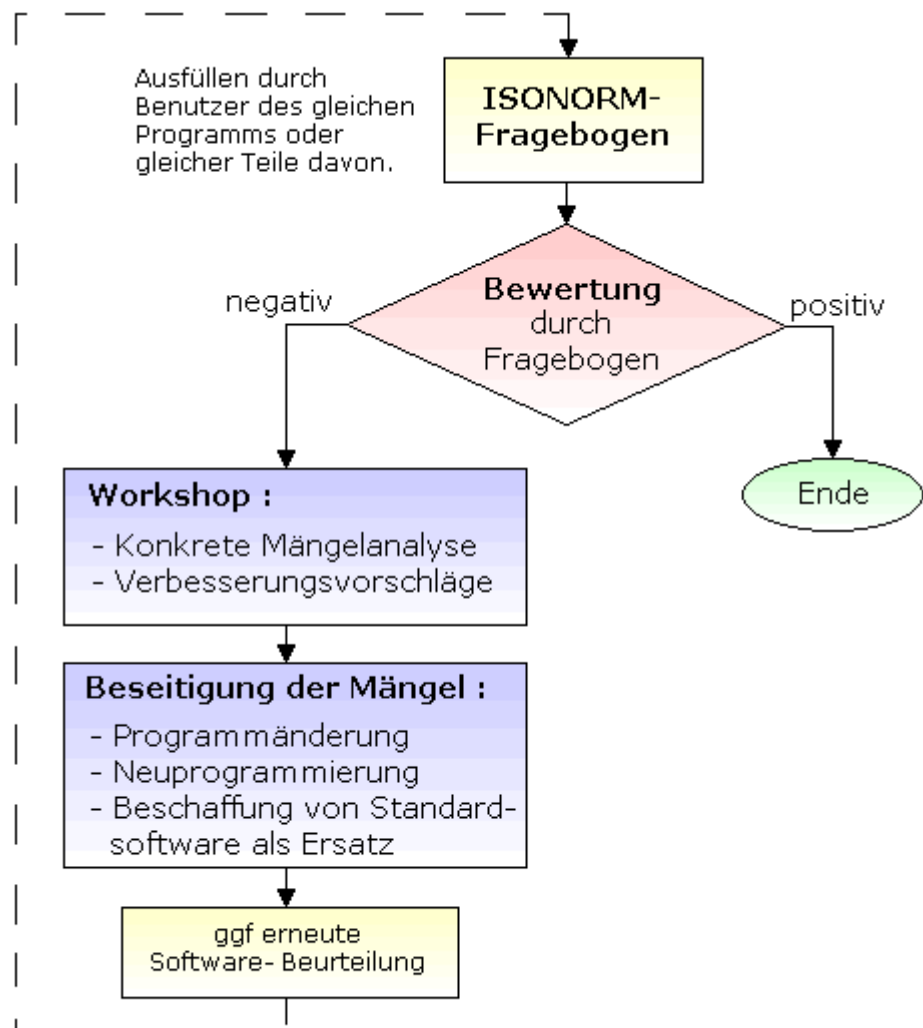 Ausfüllen durch
Benutzer des gleichen
Programms oder
gleicher Teile davon.
ISONORM-
Fragebogen
Bewertung
durch
Fragebogen
negativ
positiv
Ende
Workshop :
- Konkrete Mängelanalyse
- Verbesserungsvorschläge
Beseitigung der Mängel :
- Programmänderung
- Neuprogrammierung
- Beschaffung von Standard-
software als Ersatz
ggf erneute
Software- Beurteilung